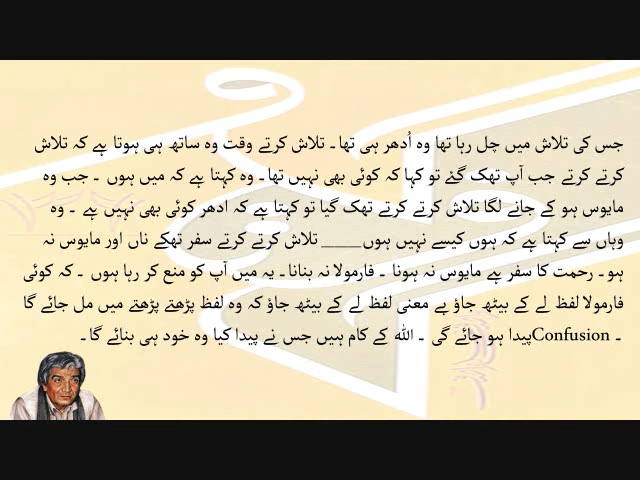 جس کی تلاش میں چل رہا تھا وہ اُدھر ہی تھا۔ تلاش کرتے وقت وہ ساتھ ہی ہوتا ہے کہ تلاش
کرتے کرتے جب آپ تھک گئے تو کہا کہ کوئی بھی نہیں تھا۔ وہ کہتا ہے کہ میں ہوں ۔ جب وہ
مایوس ہو کے جانے لگا تلاش کرتے کرتے تھک گیا تو کہتا ہے کہ ادھر کوئی بھی نہیں ہے ۔ وہ
وہاں سے کہتا ہے کہ ہوں کیسے نہیں ہوں____تلاش کرتے کرتے سفر تھکے ناں اور مایوس نہ
ہو۔ رحمت کا سفر ہے مایوس نہ ہونا ۔ فارمولا نہ بنانا ۔ یہ میں آپ کو منع کر رہا ہوں ۔ کہ کوئی
فارمولا لفظ لے کے بیٹھ جاؤ بے معنی لفظ لے کے بیٹھ جاؤ کہ وہ لفظ پڑھتے پڑھتے میں مل جائے گا
۔ Confusionپیدا ہو جائے گی ۔ اللہ کے کام ہیں جس نے پیدا کیا وہ خود ہی بنائے گا۔